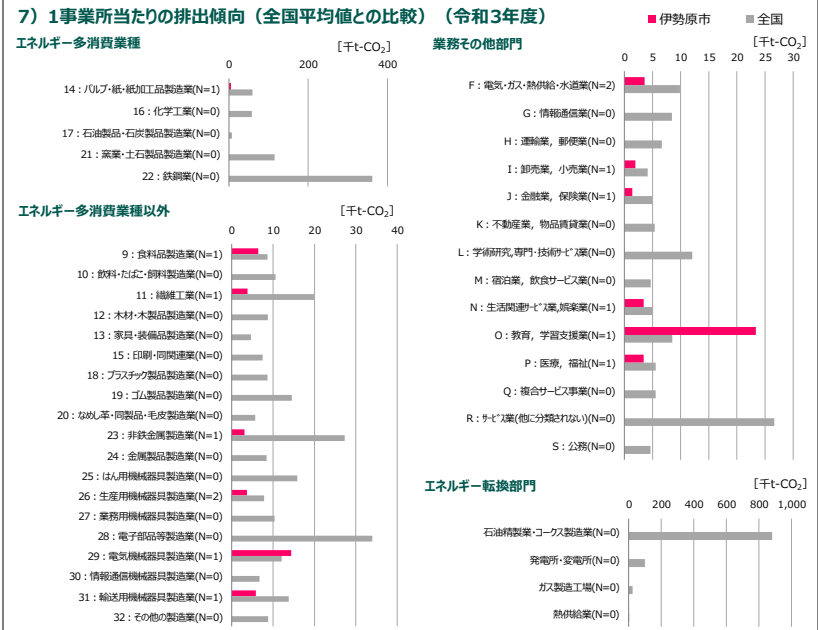 7）1事業所当たりの排出傾向（全国平均値との比較）（令和3年度）
■伊勢原市 ■全国
エネルギー多消費業種
[千t-CO₂]
0 200 400
14：パルプ・紙・紙加工品製造業(N=1)
16：化学工業(N=0)
17：石油製品・石炭製品製造業(N=0)
21：窯業・土石製品製造業(N=0)
22：鉄鋼業(N=0)
エネルギー多消費業種以外
[千t-CO₂]
0 10 20 30 40
9：食料品製造業(N=1)
10：飲料・たばこ・飼料製造業(N=0)
11：繊維工業(N=1)
12：木材・木製品製造業(N=0)
13：家具・装備品製造業(N=0)
15：印刷・同関連業(N=0)
18：プラスチック製品製造業(N=0)
19：ゴム製品製造業(N=0)
20：なめし革・同製品・毛皮製造業(N=0)
23：非鉄金属製造業(N=1)
24：金属製品製造業(N=0)
25：はん用機械器具製造業(N=0)
26：生産用機械器具製造業(N=2)
27：業務用機械器具製造業(N=0)
28：電子部品等製造業(N=0)
29：電気機械器具製造業(N=1)
30：情報通信機械器具製造業(N=0)
31：輸送用機械器具製造業(N=1)
32：その他の製造業(N=0)
業務その他部門
[千t-CO₂]
0 5 10 15 20 25 30
F：電気・ガス・熱供給・水道業(N=2)
G：情報通信業(N=0)
H：運輸業，郵便業(N=0)
I：卸売業，小売業(N=1)
J：金融業，保険業(N=1)
K：不動産業，物品賃貸業(N=0)
L：学術研究,専門・技術ｻｰﾋﾞｽ業(N=0)
M：宿泊業，飲食サービス業(N=0)
N：生活関連ｻｰﾋﾞｽ業,娯楽業(N=1)
O：教育，学習支援業(N=1)
P：医療，福祉(N=1)
Q：複合サービス事業(N=0)
R：ｻｰﾋﾞｽ業(他に分類されない)(N=0)
S：公務(N=0)
エネルギー転換部門
[千t-CO₂]
0 200 400 600 800 1,000
石油精製業・コークス製造業(N=0)
発電所・変電所(N=0)
ガス製造工場(N=0)
熱供給業(N=0)